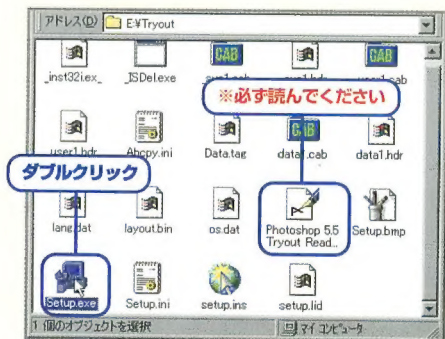 アドレス(D) E:¥Tryout
_inst32i.ex_ _ISDel.exe
user1.cab
※必ず読んでください
user1.hdr Abcpy.ini Data.tag data1.cab data1.hdr
ダブルクリック
lang.dat layout.bin os.dat Photoshop 5.5 Setup.bmp
Tryout Read...
Setup.exe Setup.ini setup.ins setup.lid
1 個のオブジェクトを選択 マイ コンピュータ